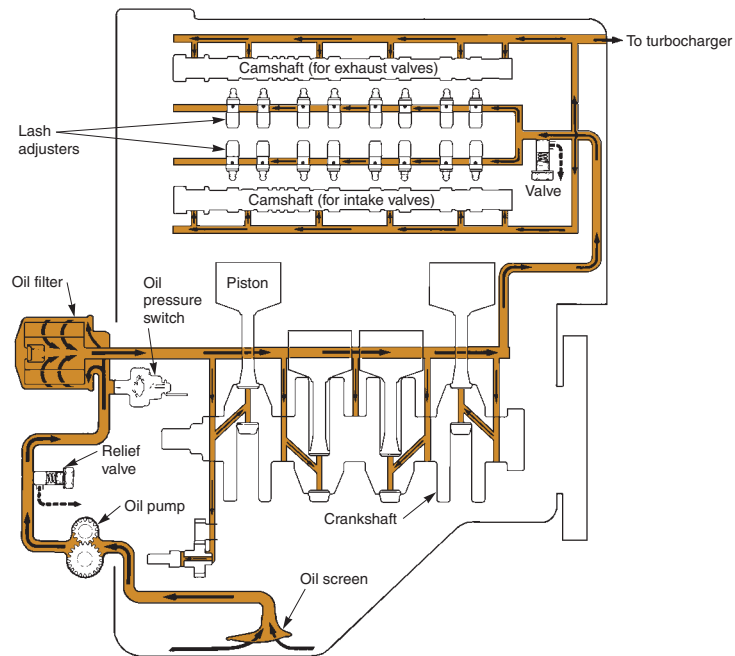 To turbocharger
Camshaft (for exhaust valves)
Lash
adjusters
Valve
Camshaft (for intake valves)
Oil filter
Oil
pressure
switch
Piston
Relief
valve
Oil pump
Crankshaft
Oil screen